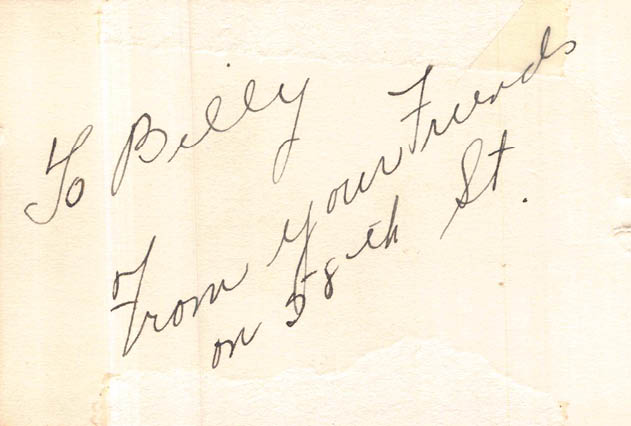 To Billy
From your Friends
on 58th St.